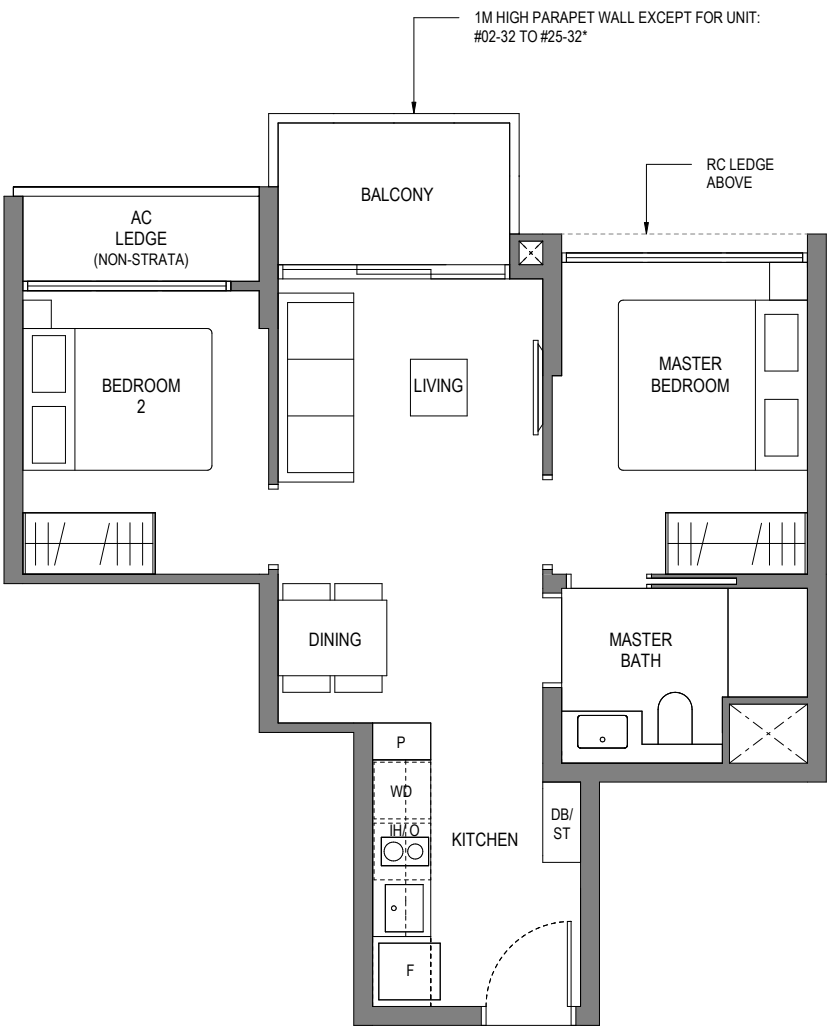 1M HIGH PARAPET WALL EXCEPT FOR UNIT:
#02-32 TO #25-32*
RC LEDGE
ABOVE
BALCONY
AC
LEDGE
(NON-STRATA)
BEDROOM
2
LIVING
MASTER
BEDROOM
DINING
MASTER
BATH
P
WD
IH/O
KITCHEN
DB/
ST
F